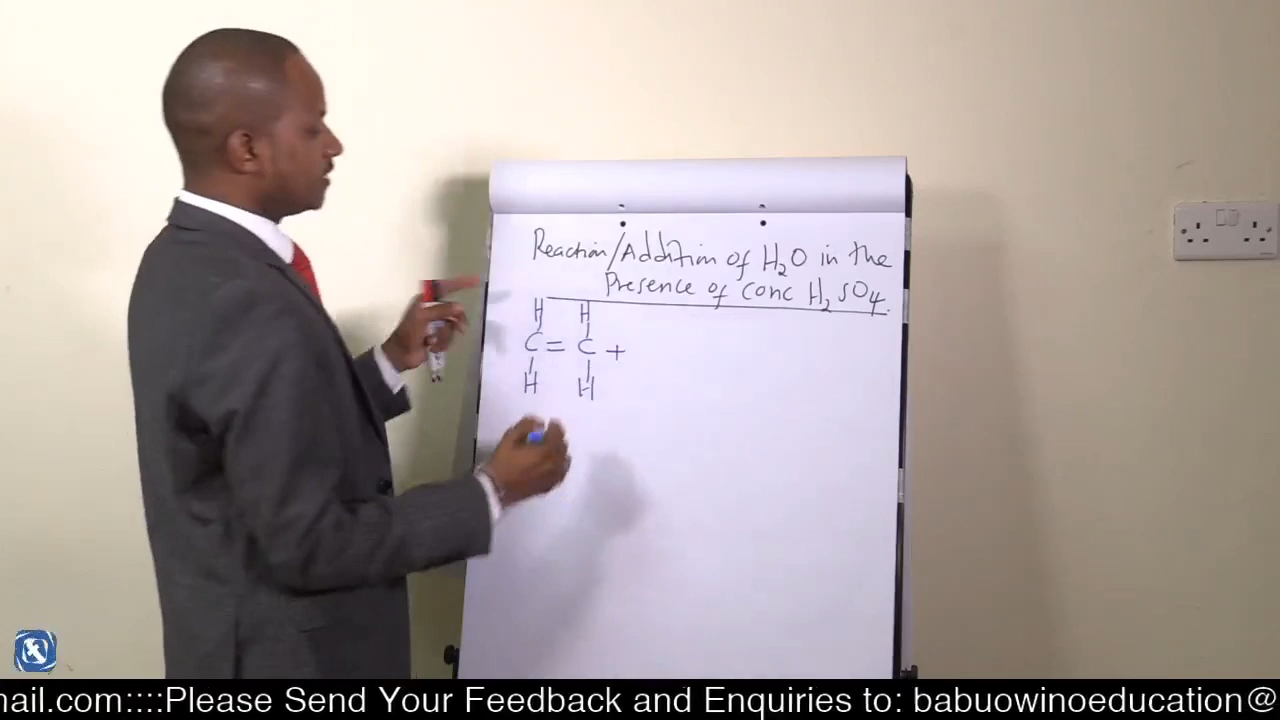 Reaction/Addition of H₂O in the
Presence of conc H₂SO₄.
H H
C = C +
H H
mail.com::::Please Send Your Feedback and Enquiries to: babuowinoeducation@